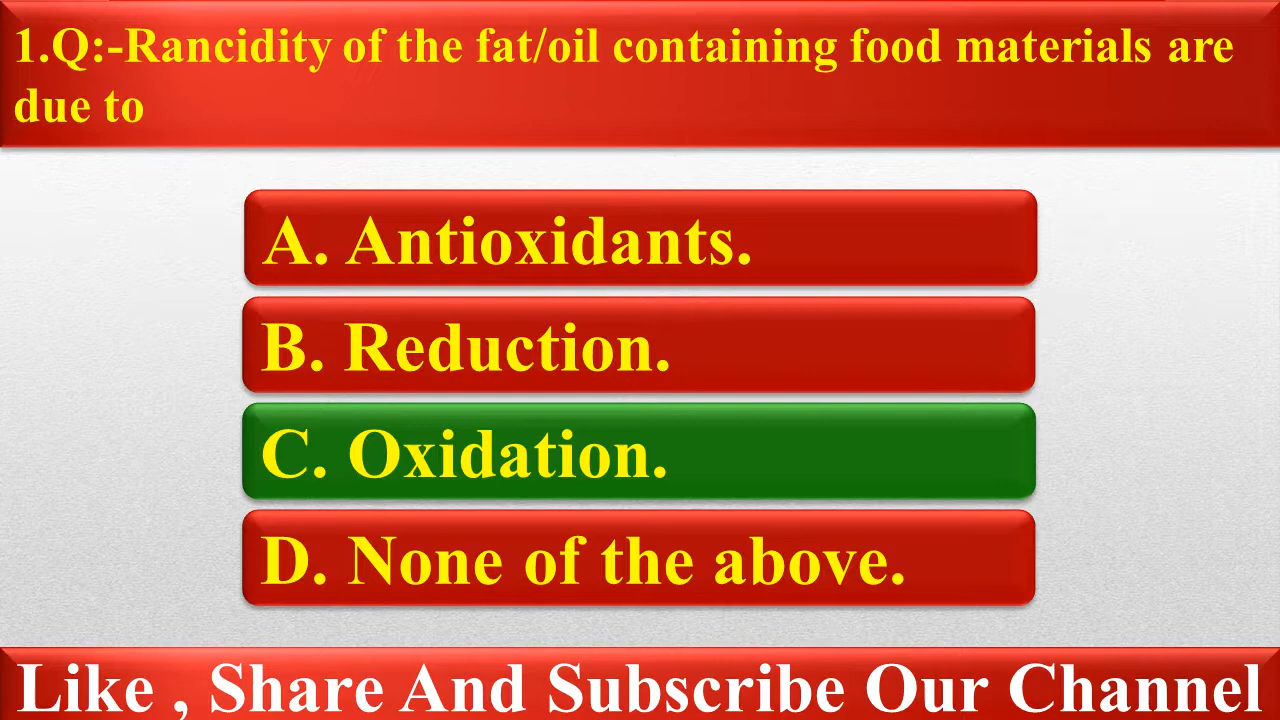 1.Q:-Rancidity of the fat/oil containing food materials are
due to
A. Antioxidants.
B. Reduction.
C. Oxidation.
D. None of the above.
Like , Share And Subscribe Our Channel